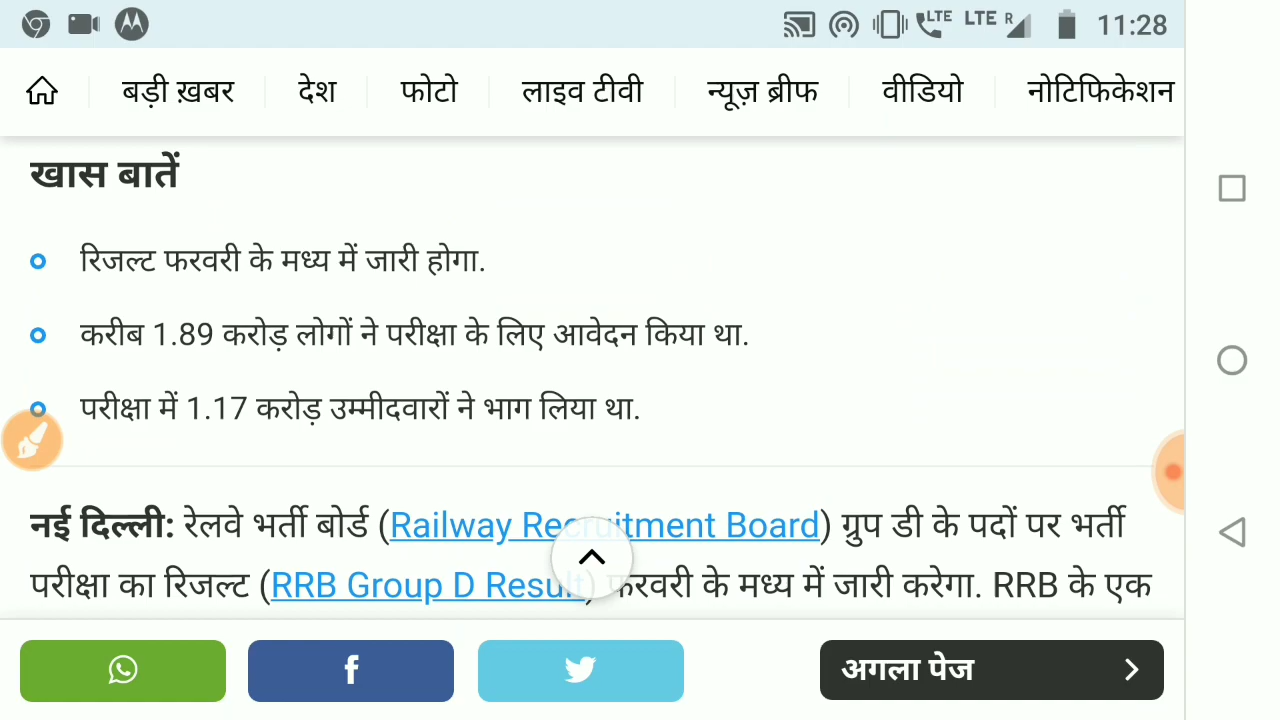 LTE LTE R 11:28
बड़ी ख़बर देश फोटो लाइव टीवी न्यूज़ ब्रीफ वीडियो नोटिफिकेशन
खास बातें
रिजल्ट फरवरी के मध्य में जारी होगा.
करीब 1.89 करोड़ लोगों ने परीक्षा के लिए आवेदन किया था.
परीक्षा में 1.17 करोड़ उम्मीदवारों ने भाग लिया था.
नई दिल्ली: रेलवे भर्ती बोर्ड (Railway Recruitment Board) ग्रुप डी के पदों पर भर्ती
परीक्षा का रिजल्ट (RRB Group D Result) फरवरी के मध्य में जारी करेगा. RRB के एक
अगला पेज